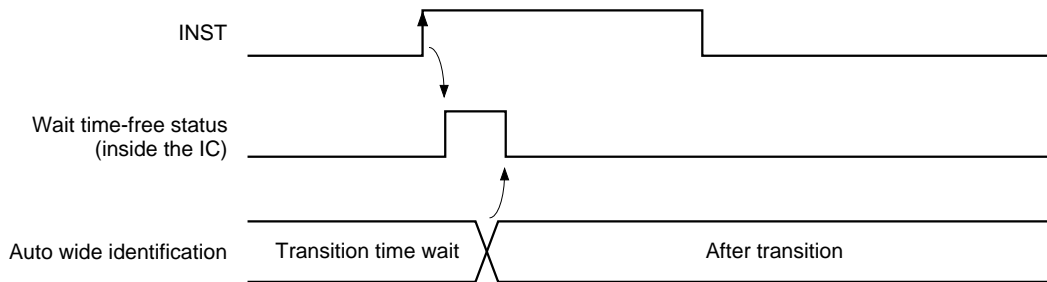 INST
Wait time-free status
(inside the IC)
Auto wide identification
Transition time wait
After transition